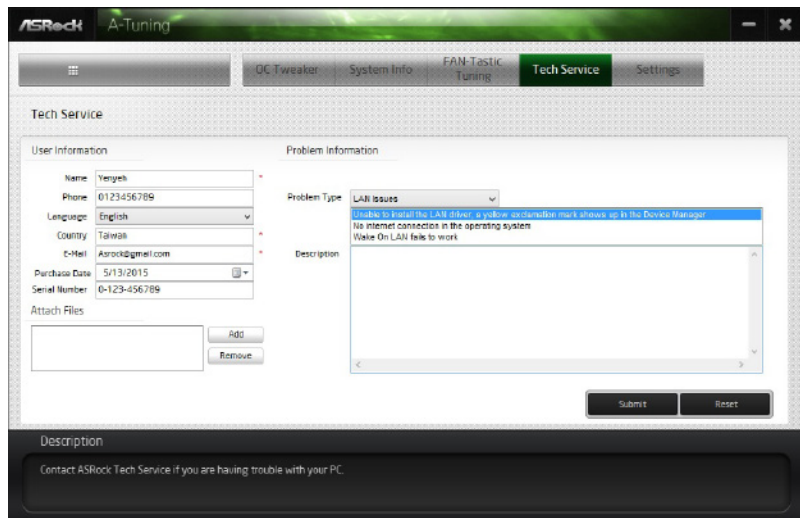 ASRock A-Tuning
OC Tweaker System Info FAN-Tastic Tuning Tech Service Settings
Tech Service
User Information
Name Yenyeh *
Phone 0123456789
Language English
Country Taiwan *
E-Mail Asrock@gmail.com *
Purchase Date 5/13/2015
Serial Number 0-123-456789
Attach Files
Add
Remove
Problem Information
Problem Type LAN Issues
Unable to install the LAN driver, a yellow exclamation mark shows up in the Device Manager
No internet connection in the operating system
Wake On LAN fails to work
Description
Submit Reset
Description
Contact ASRock Tech Service if you are having trouble with your PC.